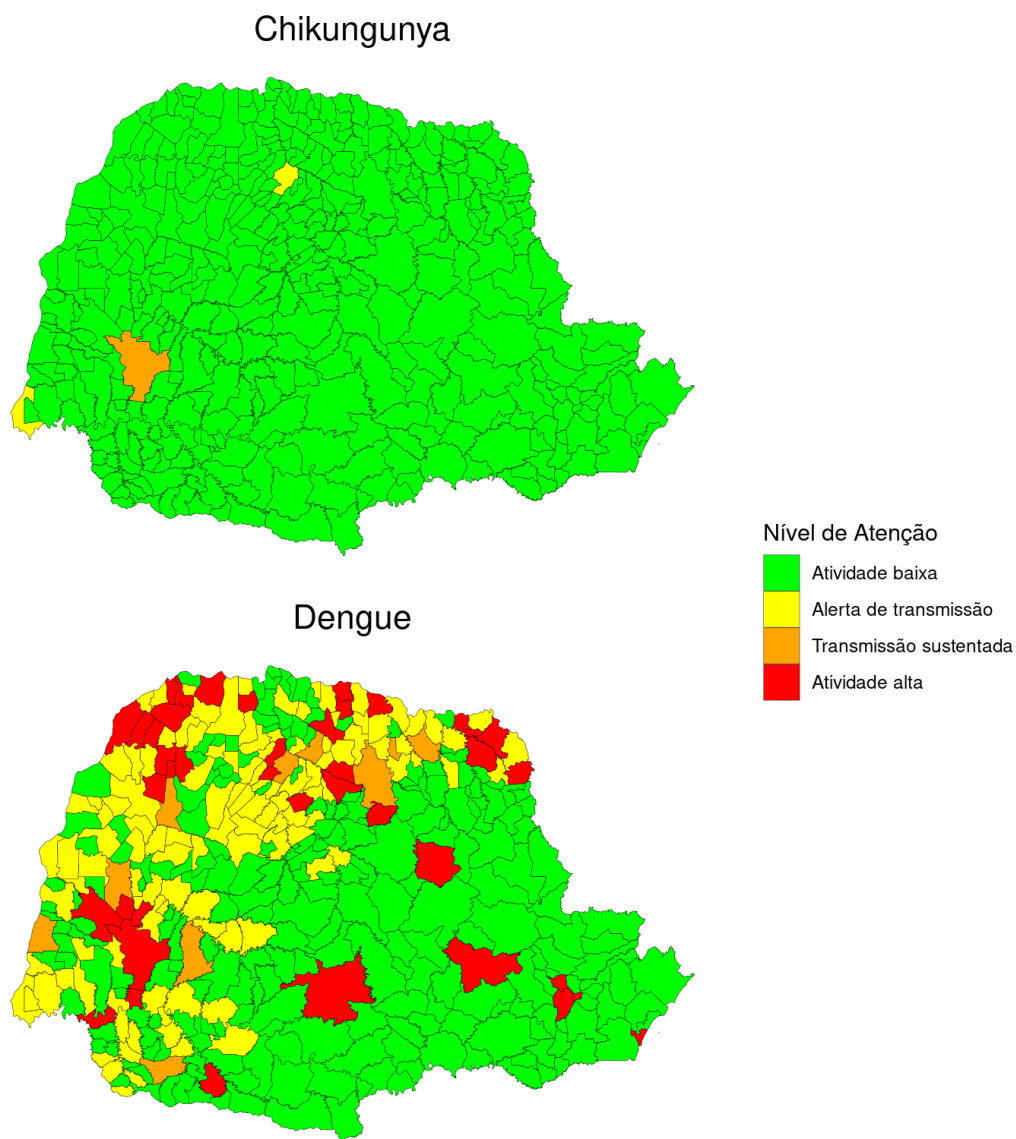 Chikungunya
Nível de Atenção
Atividade baixa
Alerta de transmissão
Transmissão sustentada
Atividade alta
Dengue